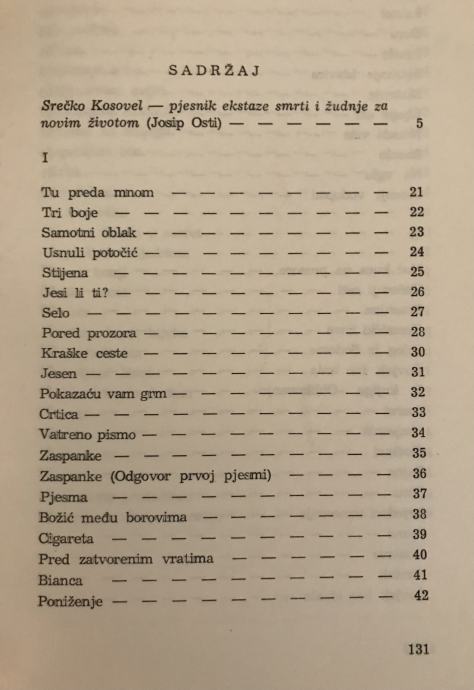 SADRŽAJ
Srečko Kosovel — pjesnik ekstaze smrti i žudnje za
novim životom (Josip Osti) — — — — — — 5
I
Tu preda mnom — — — — — — — — 21
Tri boje — — — — — — — — — — 22
Samotni oblak — — — — — — — — — 23
Usnuli potočić — — — — — — — — — 24
Stijena — — — — — — — — — — 25
Jesi li ti? — — — — — — — — — — 26
Selo — — — — — — — — — — — 27
Pored prozora — — — — — — — — — 28
Kraške ceste — — — — — — — — — 30
Jesen — — — — — — — — — — — 31
Pokazaću vam grm — — — — — — — — 32
Crtica — — — — — — — — — — — 33
Vatreno pismo — — — — — — — — — 34
Zaspanke — — — — — — — — — — 35
Zaspanke (Odgovor prvoj pjesmi) — — — — 36
Pjesma — — — — — — — — — — 37
Božić među borovima — — — — — — — 38
Cigareta — — — — — — — — — — 39
Pred zatvorenim vratima — — — — — — 40
Bianca — — — — — — — — — — 41
Poniženje — — — — — — — — — — 42
131